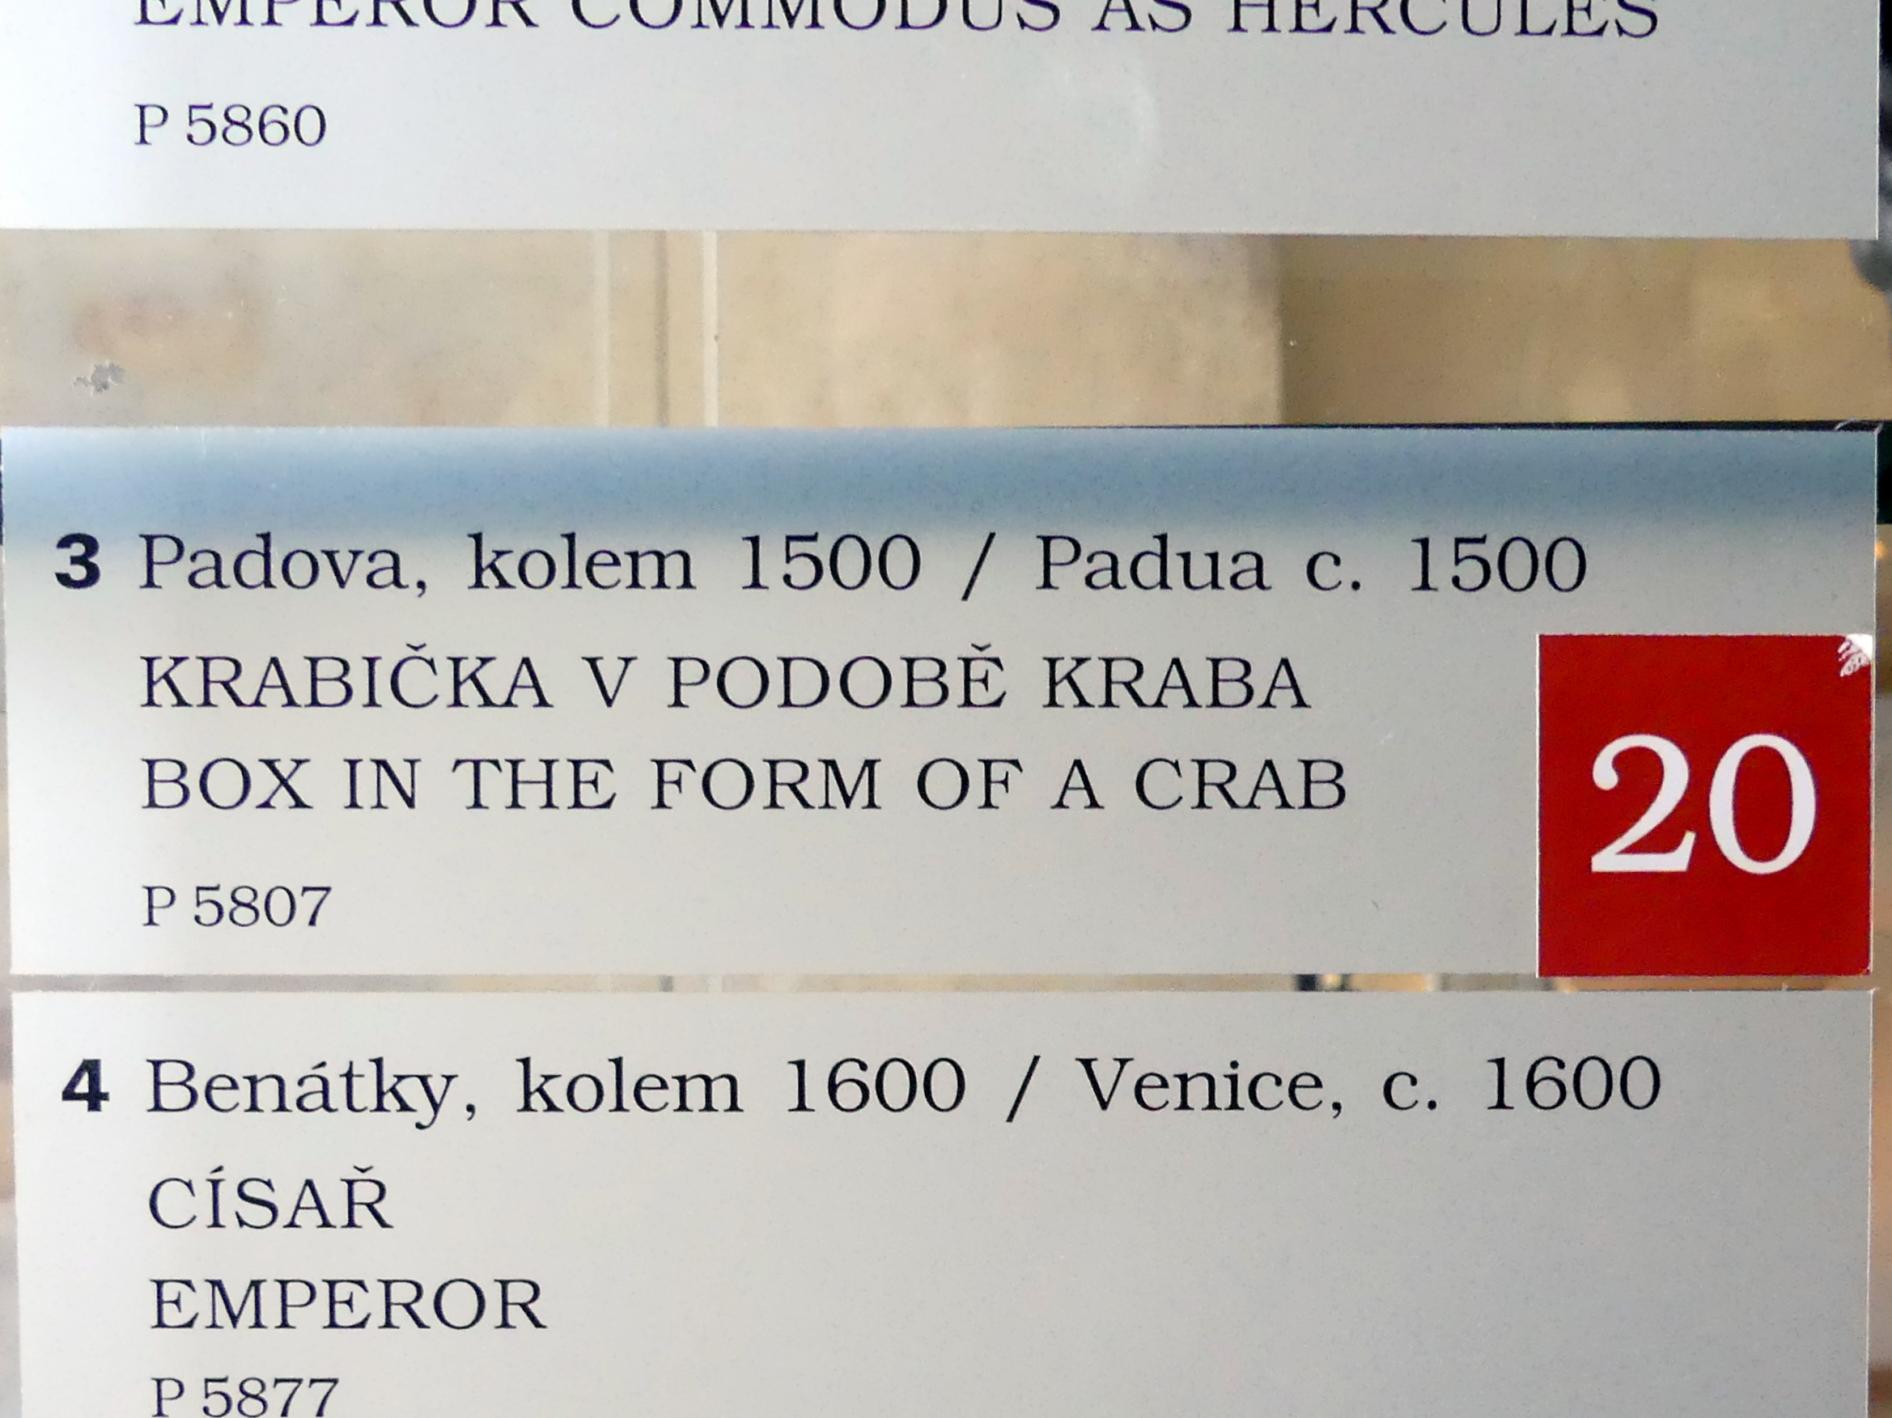 EMPEROR COMMODUS AS HERCULES
P 5860
3 Padova, kolem 1500 / Padua c. 1500
KRABIČKA V PODOBĚ KRABA
BOX IN THE FORM OF A CRAB
20
P 5807
4 Benátky, kolem 1600 / Venice, c. 1600
CÍSAŘ
EMPEROR
P 5877